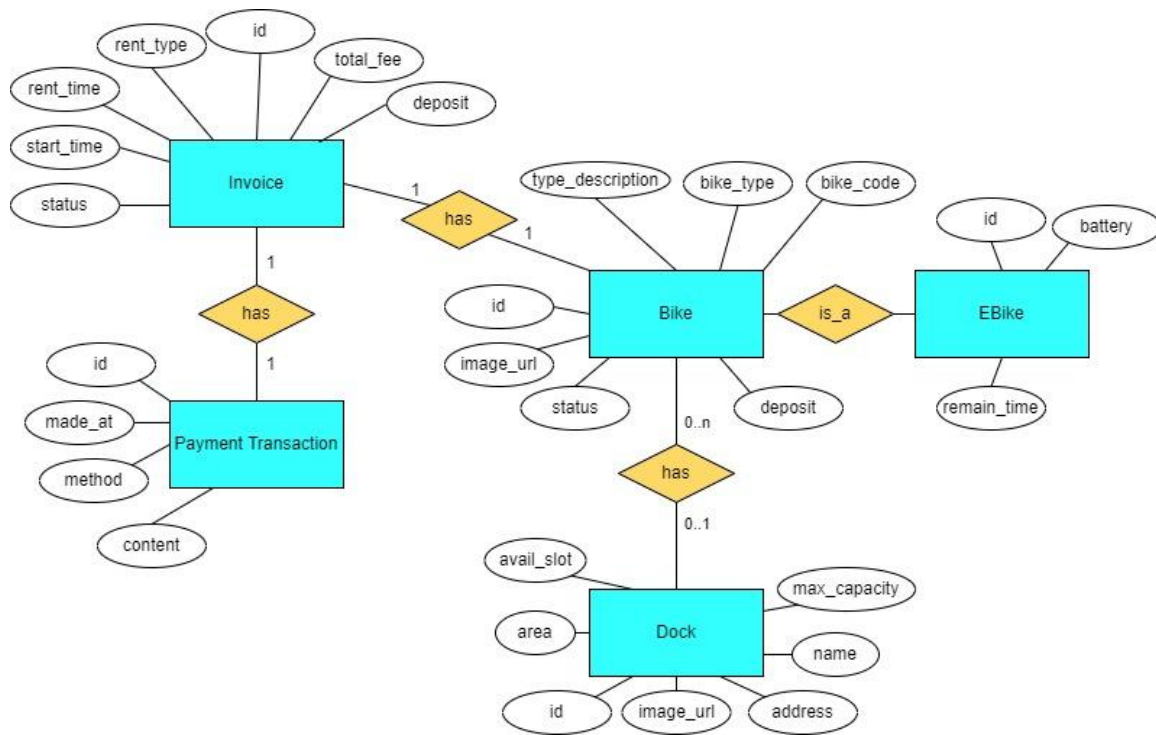 id
rent_type
total_fee
rent_time
deposit
start_time
Invoice
status
1
has
1
type_description
bike_type
bike_code
id
battery
1
has
1
id
image_url
Bike
is_a
EBike
status
deposit
remain_time
id
made_at
Payment Transaction
method
content
0..n
has
0..1
avail_slot
max_capacity
area
Dock
name
id
image_url
address